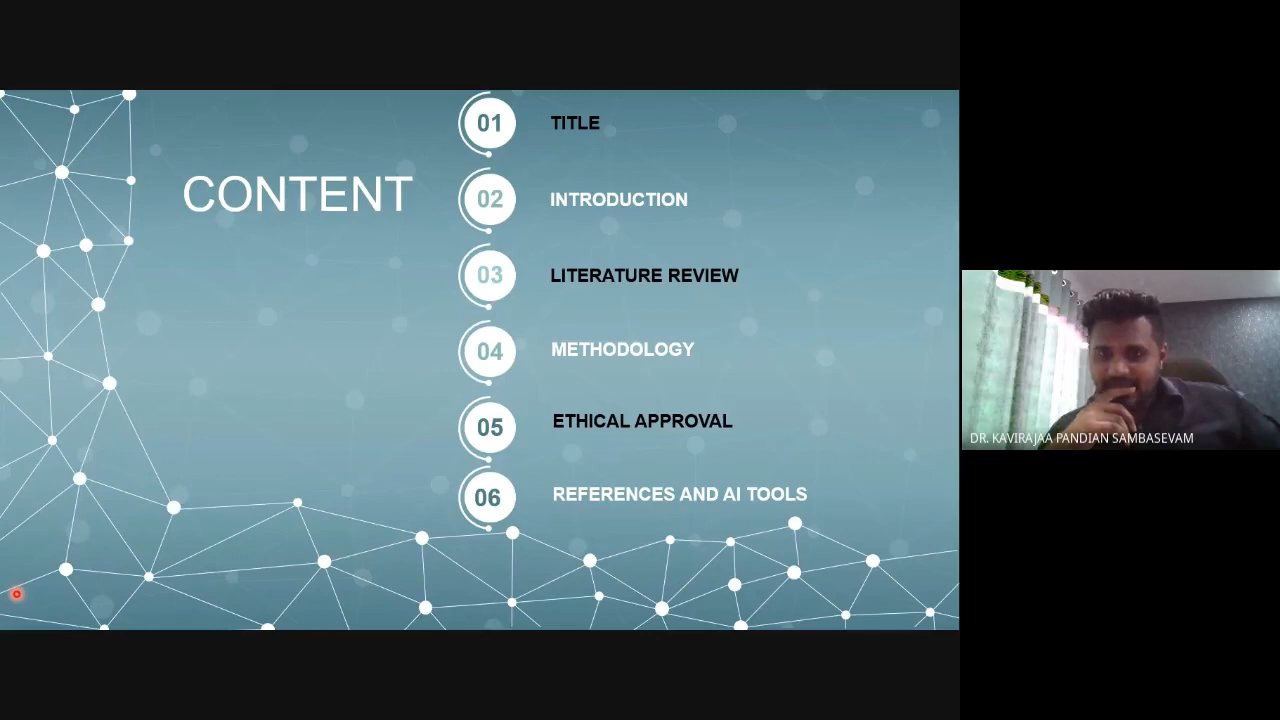 CONTENT
01 TITLE
02 INTRODUCTION
03 LITERATURE REVIEW
04 METHODOLOGY
05 ETHICAL APPROVAL
06 REFERENCES AND AI TOOLS
DR. KAVIRAJAA PANDIAN SAMBASEVAM